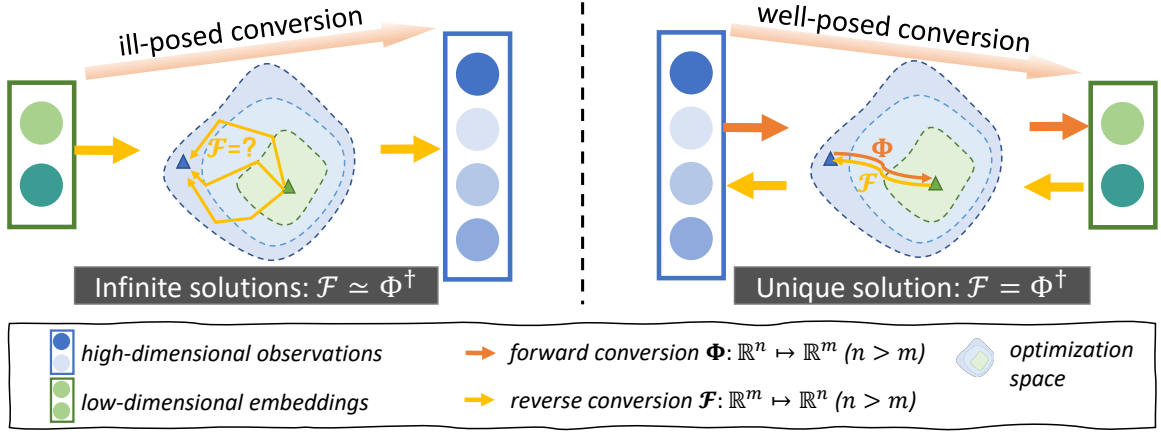 ill-posed conversion
ℱ=?
Infinite solutions: ℱ ≃ Φ†
well-posed conversion
Φ
ℱ
Unique solution: ℱ = Φ†
high-dimensional observations
low-dimensional embeddings
forward conversion Φ: ℝⁿ ↦ ℝᵐ (n > m)
reverse conversion ℱ: ℝᵐ ↦ ℝⁿ (n > m)
optimization
space